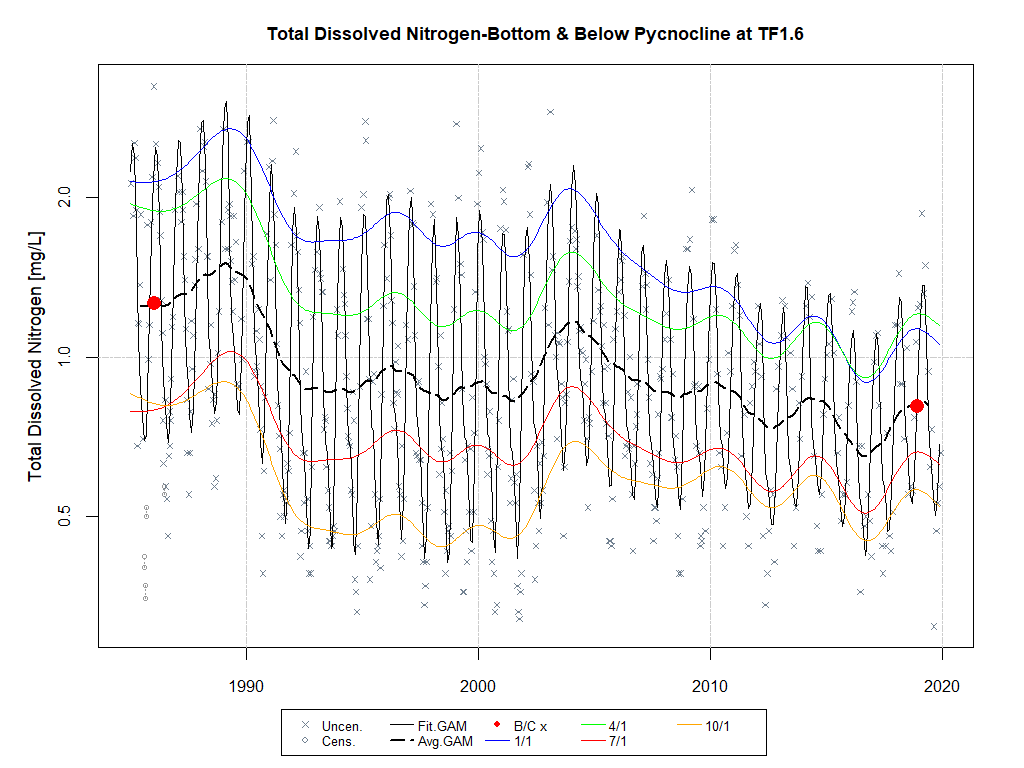 Total Dissolved Nitrogen-Bottom & Below Pycnocline at TF1.6
Total Dissolved Nitrogen [mg/L]
2.0
1.0
0.5
1990 2000 2010 2020
Uncen. Fit.GAM B/C x 4/1 10/1
Cens. Avg.GAM 1/1 7/1